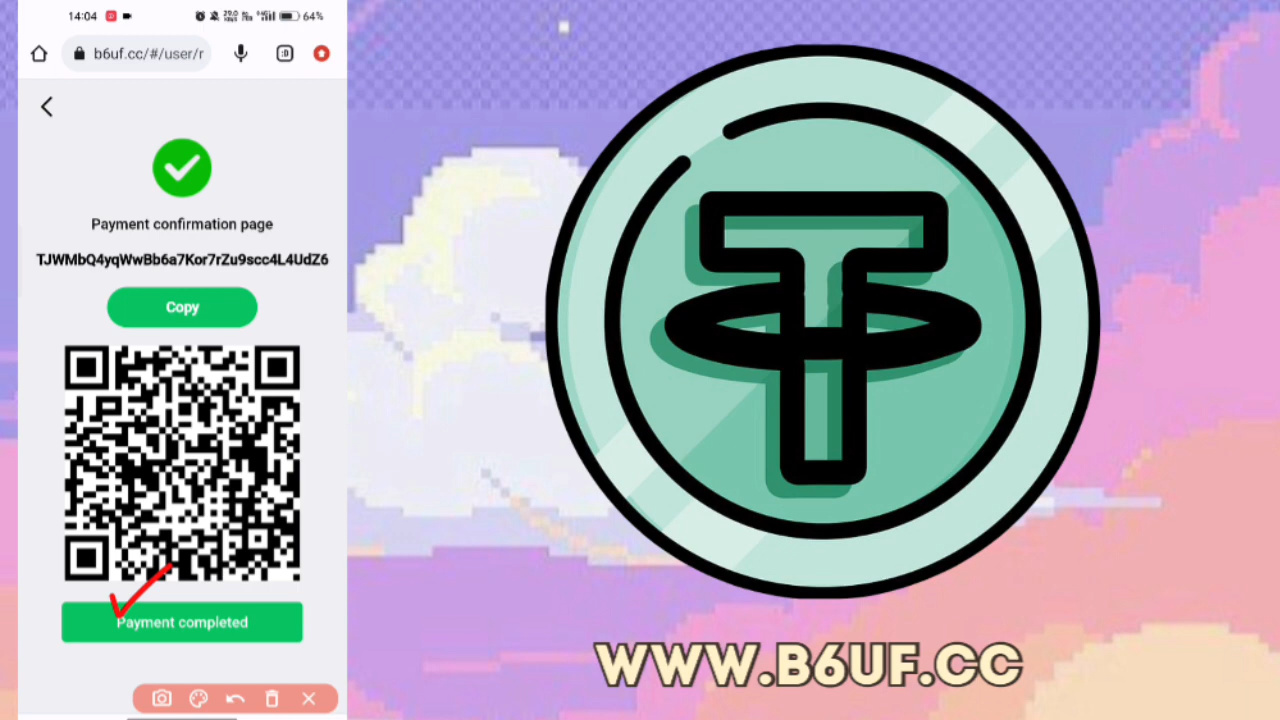 14:04
64%
b6uf.cc/#/user/r
Payment confirmation page
TJWMbQ4yqWwBb6a7Kor7rZu9scc4L4UdZ6
Copy
Payment completed
WWW.B6UF.CC